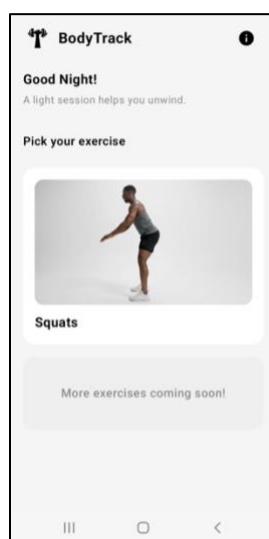 BodyTrack
Good Night!
A light session helps you unwind.
Pick your exercise
Squats
More exercises coming soon!